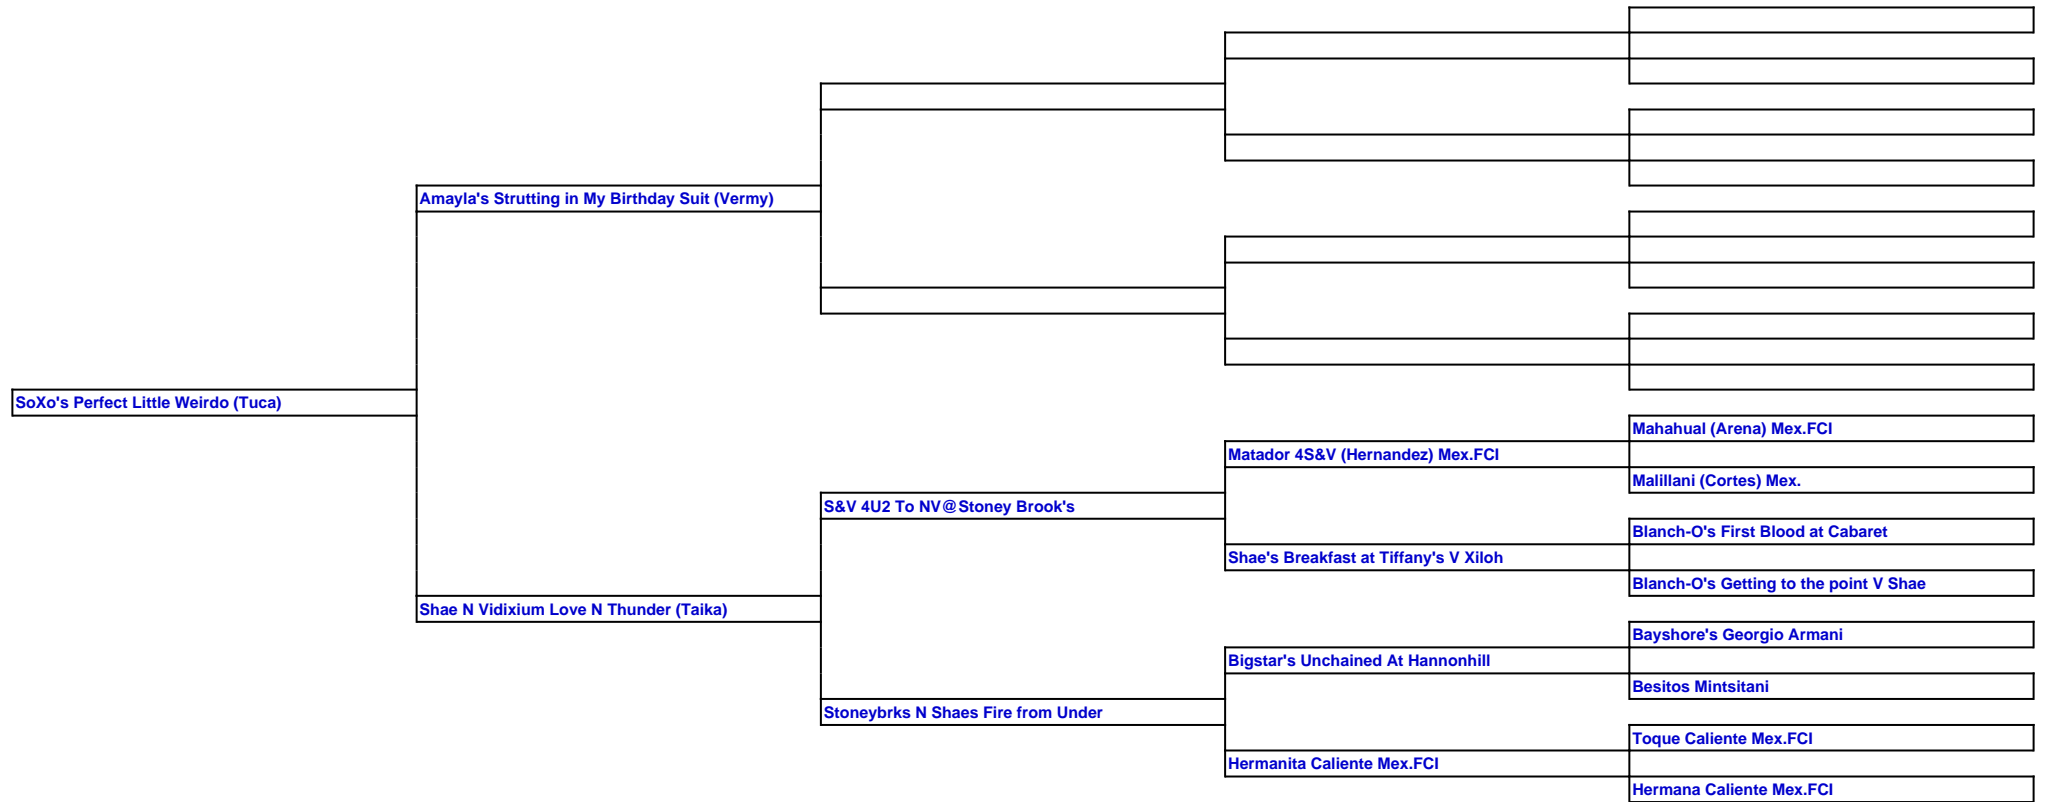 Amayla's Strutting in My Birthday Suit (Vermy)
SoXo's Perfect Little Weirdo (Tuca)
Mahahual (Arena) Mex.FCI
Matador 4S&V (Hernandez) Mex.FCI
Malillani (Cortes) Mex.
S&V 4U2 To NV@Stoney Brook's
Blanch-O's First Blood at Cabaret
Shae's Breakfast at Tiffany's V Xiloh
Blanch-O's Getting to the point V Shae
Shae N Vidixium Love N Thunder (Taika)
Bayshore's Georgio Armani
Bigstar's Unchained At Hannonhill
Besitos Mintsitani
Stoneybrks N Shaes Fire from Under
Toque Caliente Mex.FCI
Hermanita Caliente Mex.FCI
Hermana Caliente Mex.FCI